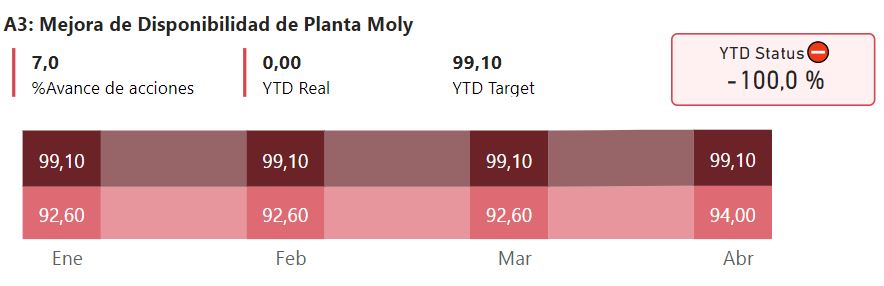 A3: Mejora de Disponibilidad de Planta Moly
7,0
%Avance de acciones
0,00
YTD Real
99,10
YTD Target
YTD Status
-100,0 %
99,10 99,10 99,10 99,10
92,60 92,60 92,60 94,00
Ene Feb Mar Abr